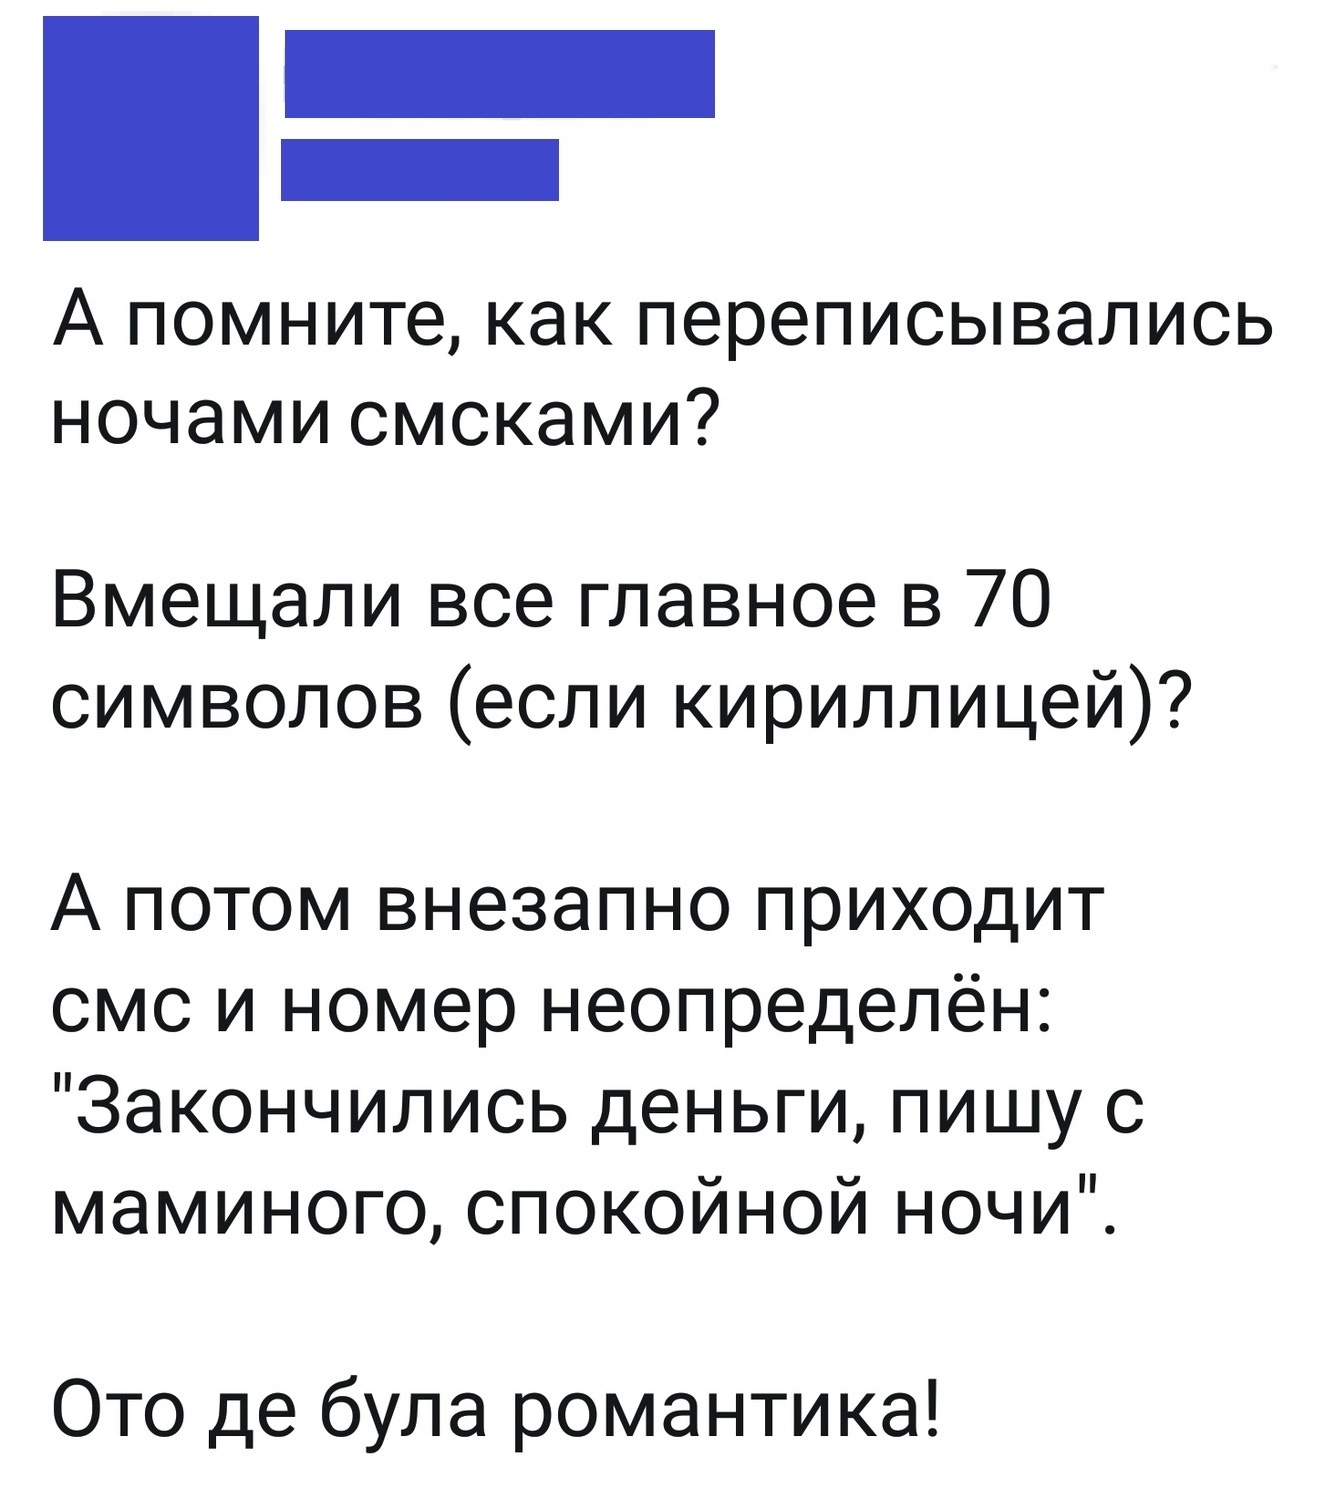 А помните, как переписывались
ночами смсками?
Вмещали все главное в 70
символов (если кириллицей)?
А потом внезапно приходит
смс и номер неопределён:
"Закончились деньги, пишу с
маминого, спокойной ночи".
Ото де була романтика!